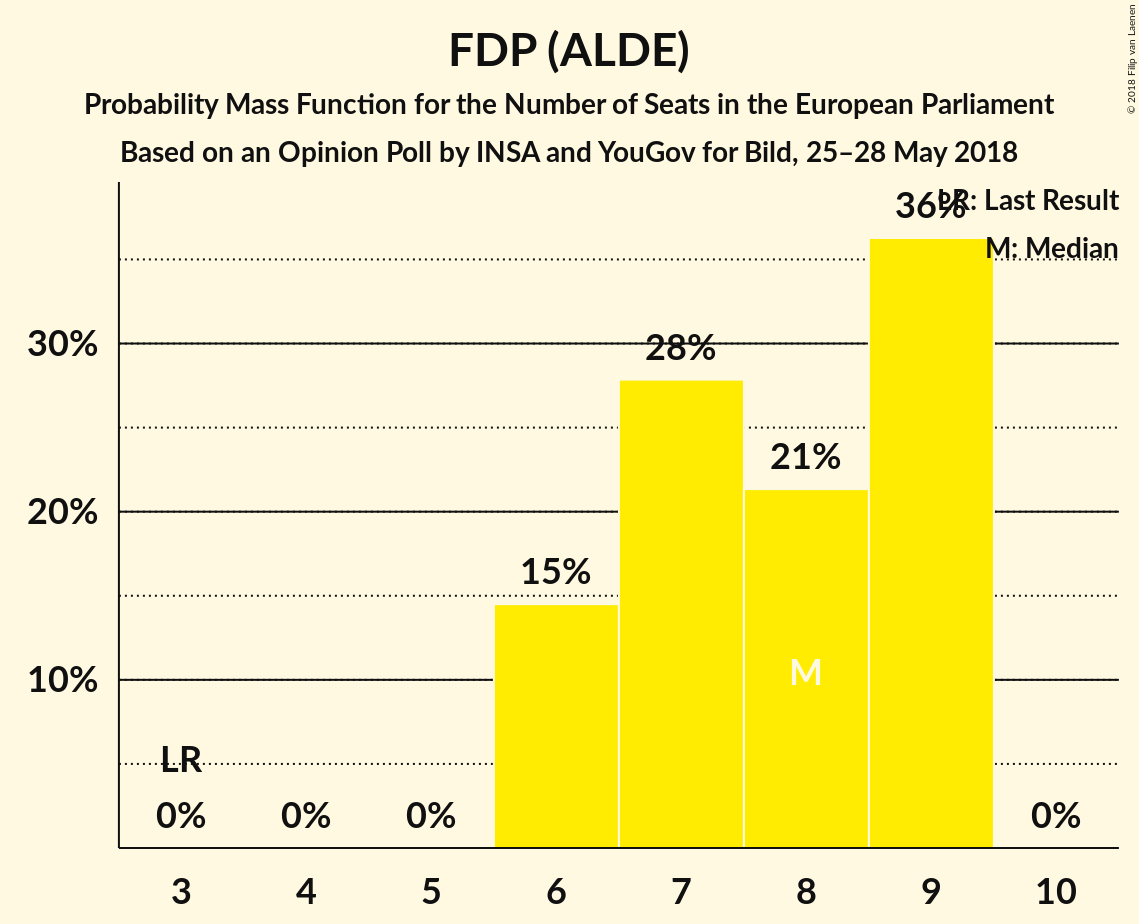 FDP (ALDE)
Probability Mass Function for the Number of Seats in the European Parliament
Based on an Opinion Poll by INSA and YouGov for Bild, 25–28 May 2018
© 2018 Filip van Laenen
LR: Last Result
M: Median
36%
30%
28%
21%
20%
15%
10%
M
LR
0% 0% 0% 0%
3 4 5 6 7 8 9 10